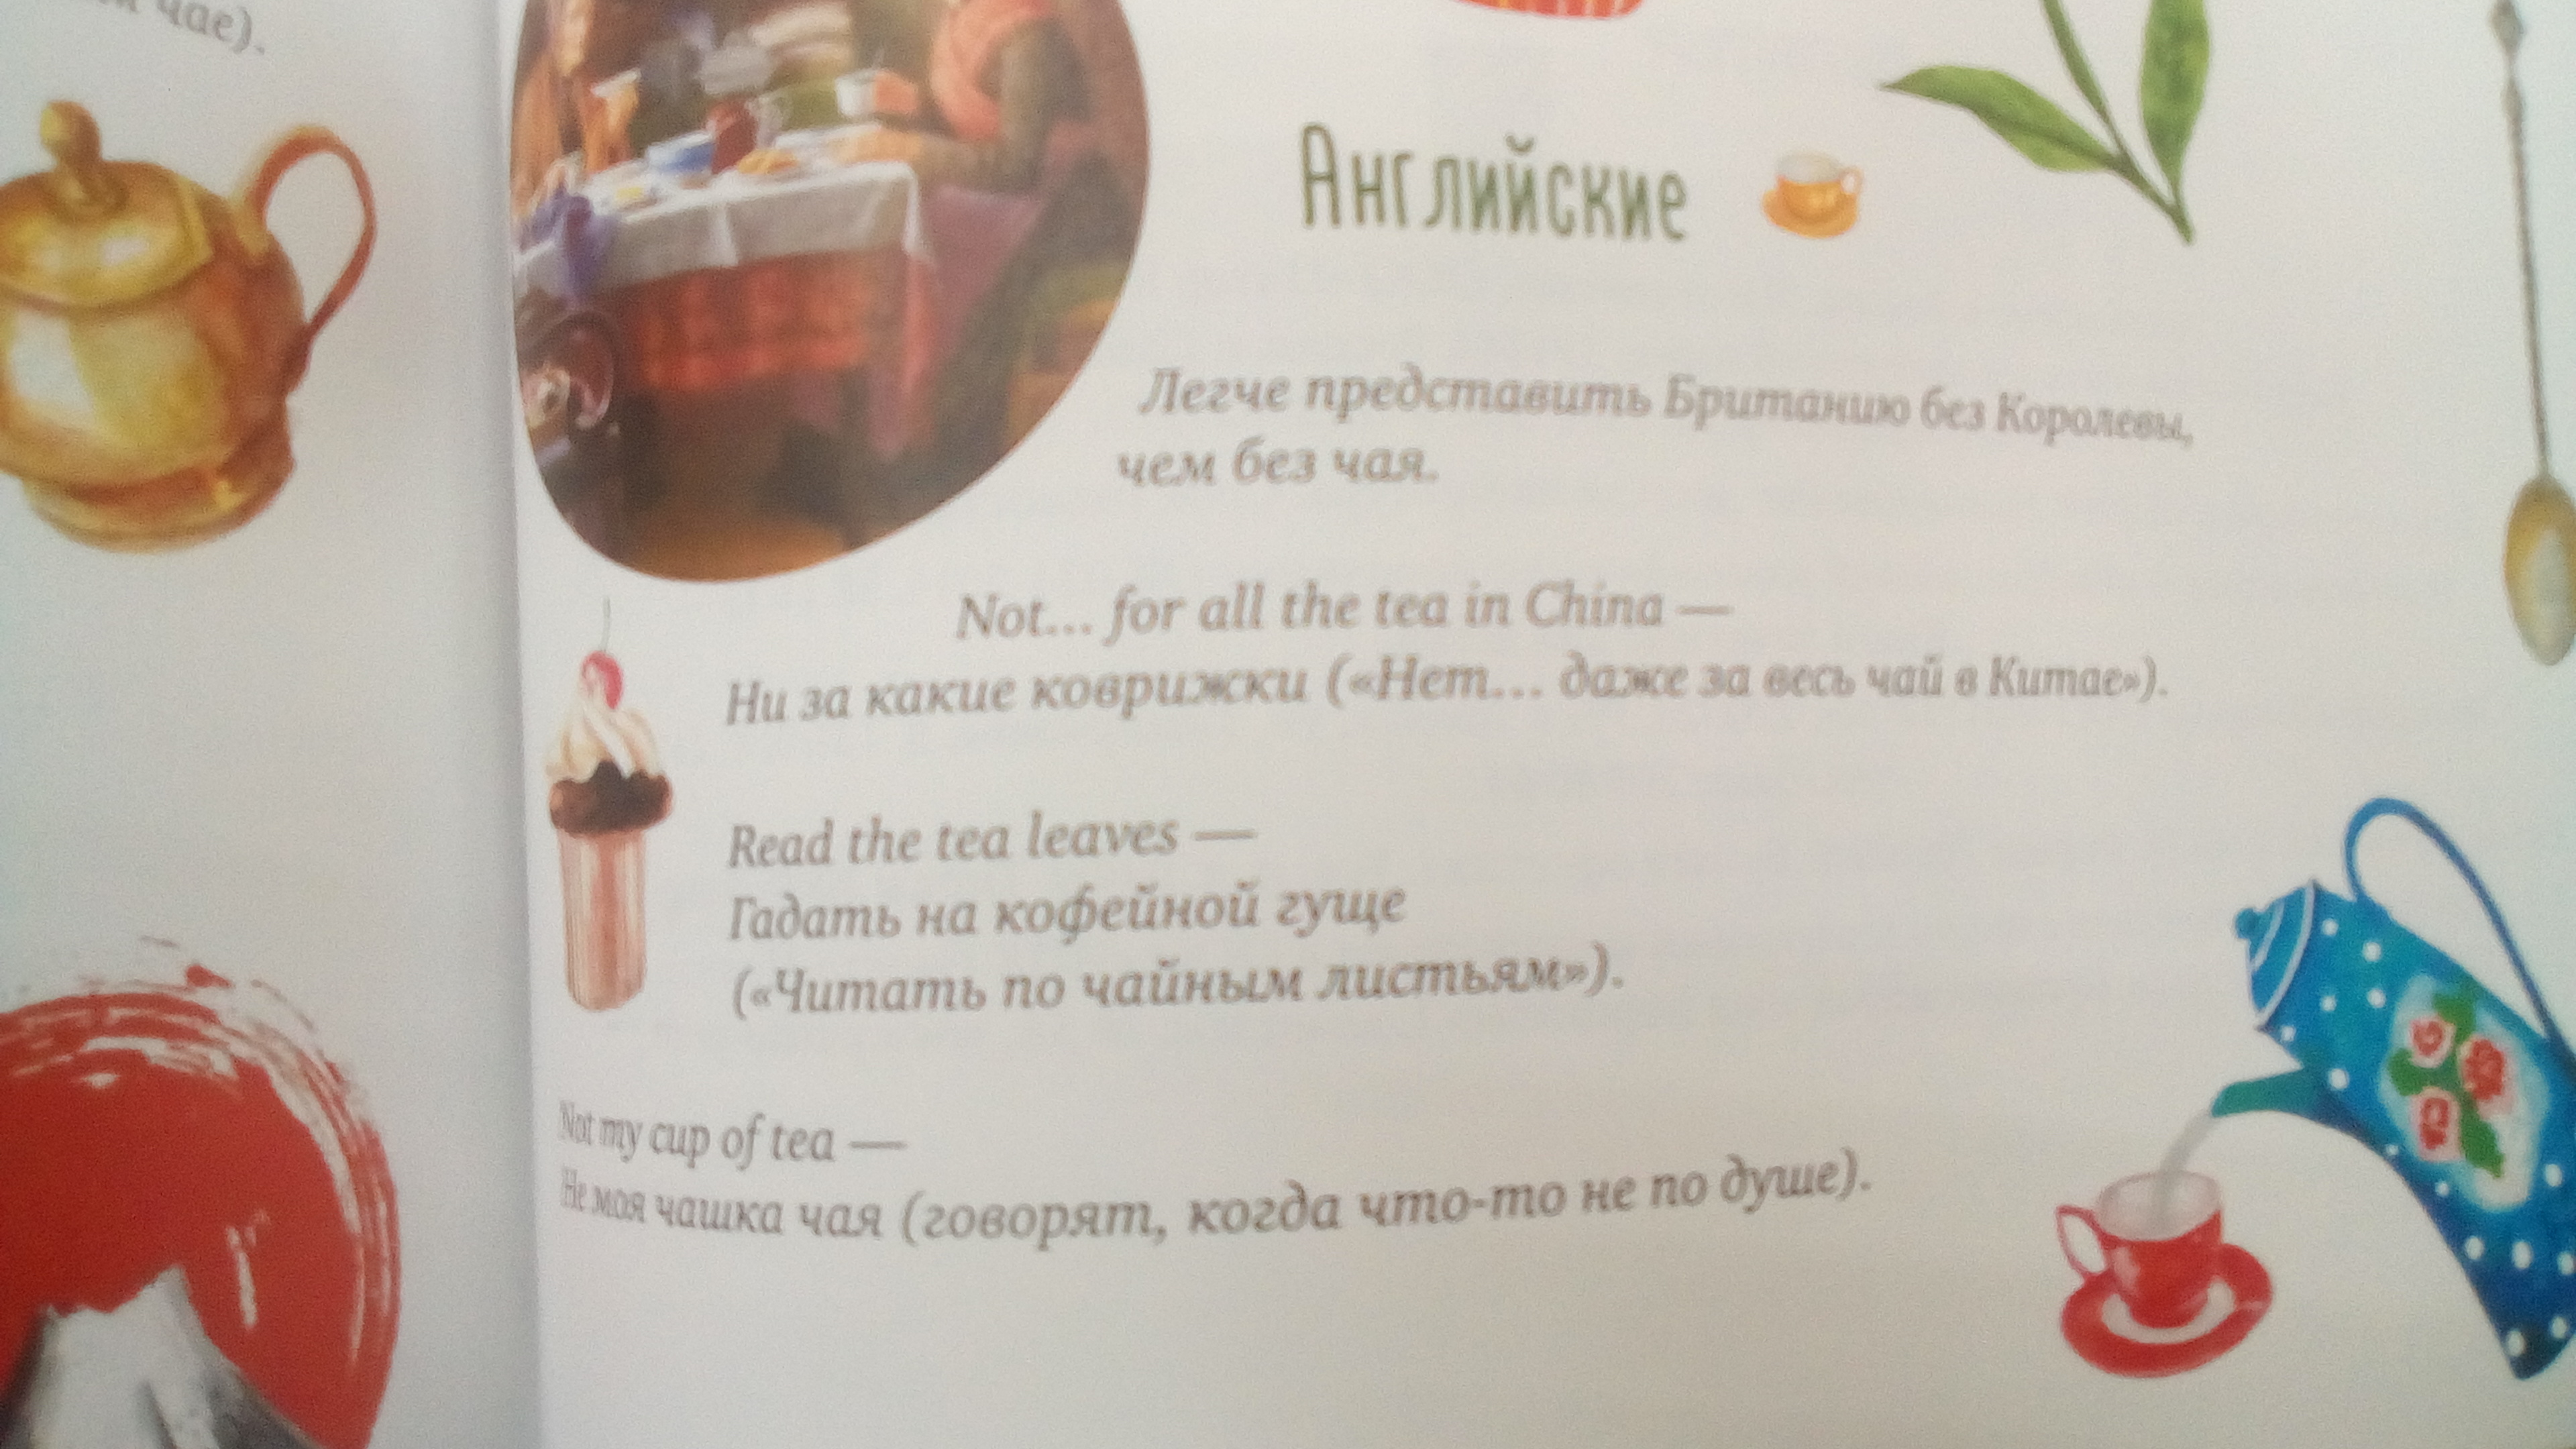 чае).
Английские
Легче представить Британию без Королевы,
чем без чая.
Not... for all the tea in China —
Ни за какие коврижки («Нет... даже за весь чай в Китае»).
Read the tea leaves —
Гадать на кофейной гуще
(«Читать по чайным листьям»).
Not my cup of tea —
Не моя чашка чая (говорят, когда что-то не по душе).